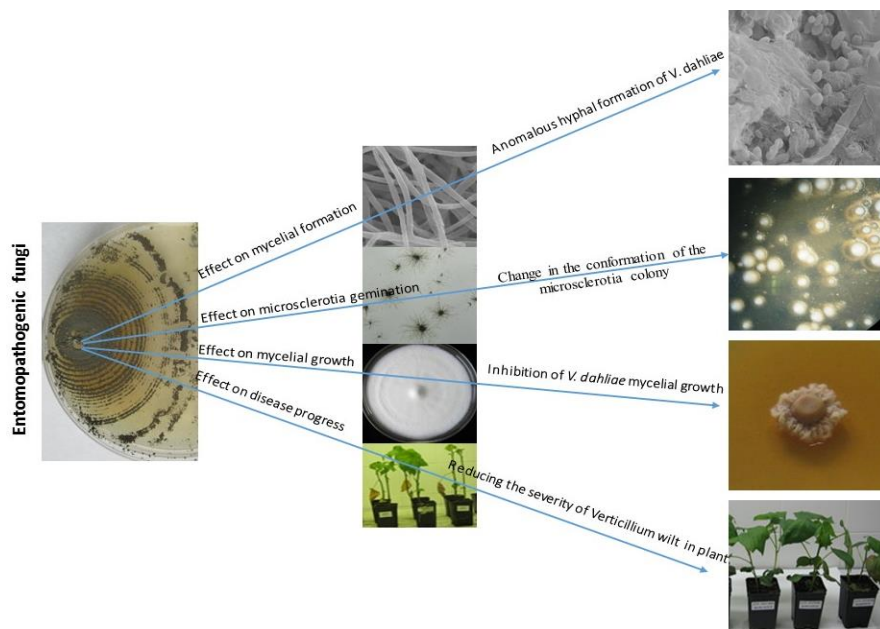 Entomopathogenic fungi
Effect on mycelial formation
Anomalous hyphal formation of V. dahliae
Effect on microsclerotia gemination
Change in the conformation of the
microsclerotia colony
Effect on mycelial growth
Inhibition of V. dahliae mycelial growth
Effect on disease progress
Reducing the severity of Verticillium wilt in plant